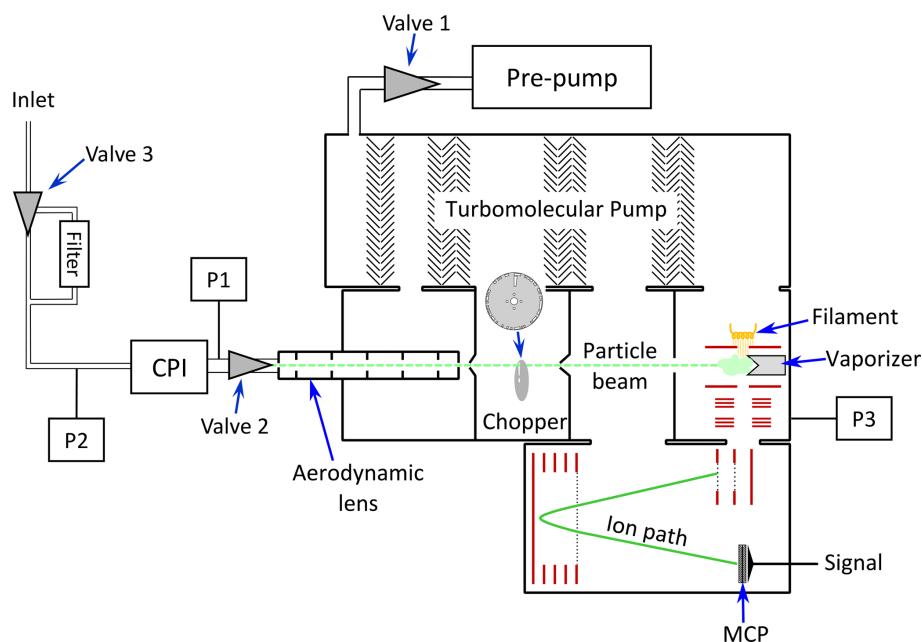 Valve 1
Pre-pump
Inlet
Valve 3
Turbomolecular Pump
Filter
P1
Filament
CPI
Particle
beam
Vaporizer
Valve 2
Chopper
P2
P3
Aerodynamic
lens
Ion path
Signal
MCP